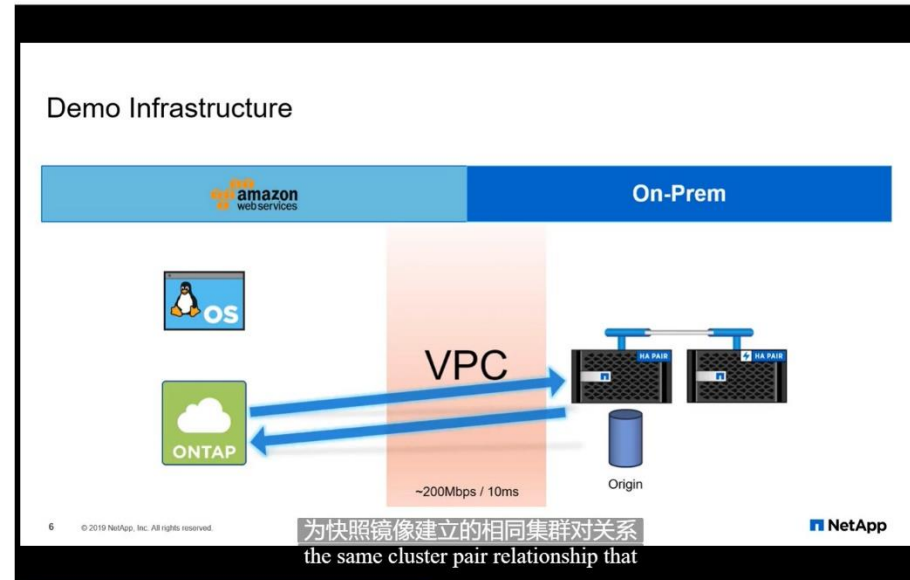 Demo Infrastructure
amazon
web services
On-Prem
OS
VPC
HA PAIR
HA PAIR
ONTAP
~200Mbps / 10ms
Origin
6
© 2019 NetApp, Inc. All rights reserved.
NetApp
为快照镜像建立的相同集群对关系
the same cluster pair relationship that